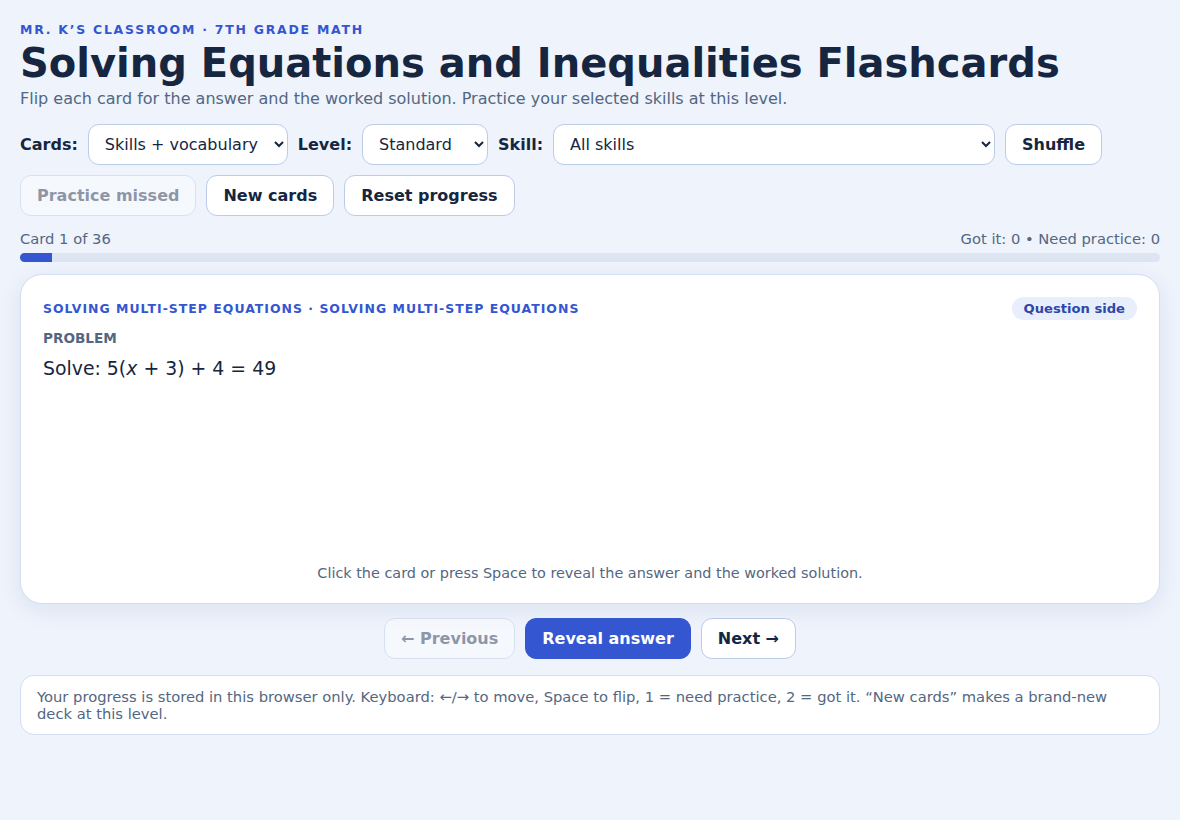 MR. K’S CLASSROOM · 7TH GRADE MATH
Solving Equations and Inequalities Flashcards
Flip each card for the answer and the worked solution. Practice your selected skills at this level.
Cards: Skills + vocabulary Level: Standard Skill: All skills Shuffle
Practice missed New cards Reset progress
Card 1 of 36 Got it: 0 • Need practice: 0
SOLVING MULTI-STEP EQUATIONS · SOLVING MULTI-STEP EQUATIONS Question side
PROBLEM
Solve: 5(x + 3) + 4 = 49
Click the card or press Space to reveal the answer and the worked solution.
← Previous Reveal answer Next →
Your progress is stored in this browser only. Keyboard: ←/→ to move, Space to flip, 1 = need practice, 2 = got it. “New cards” makes a brand-new
deck at this level.